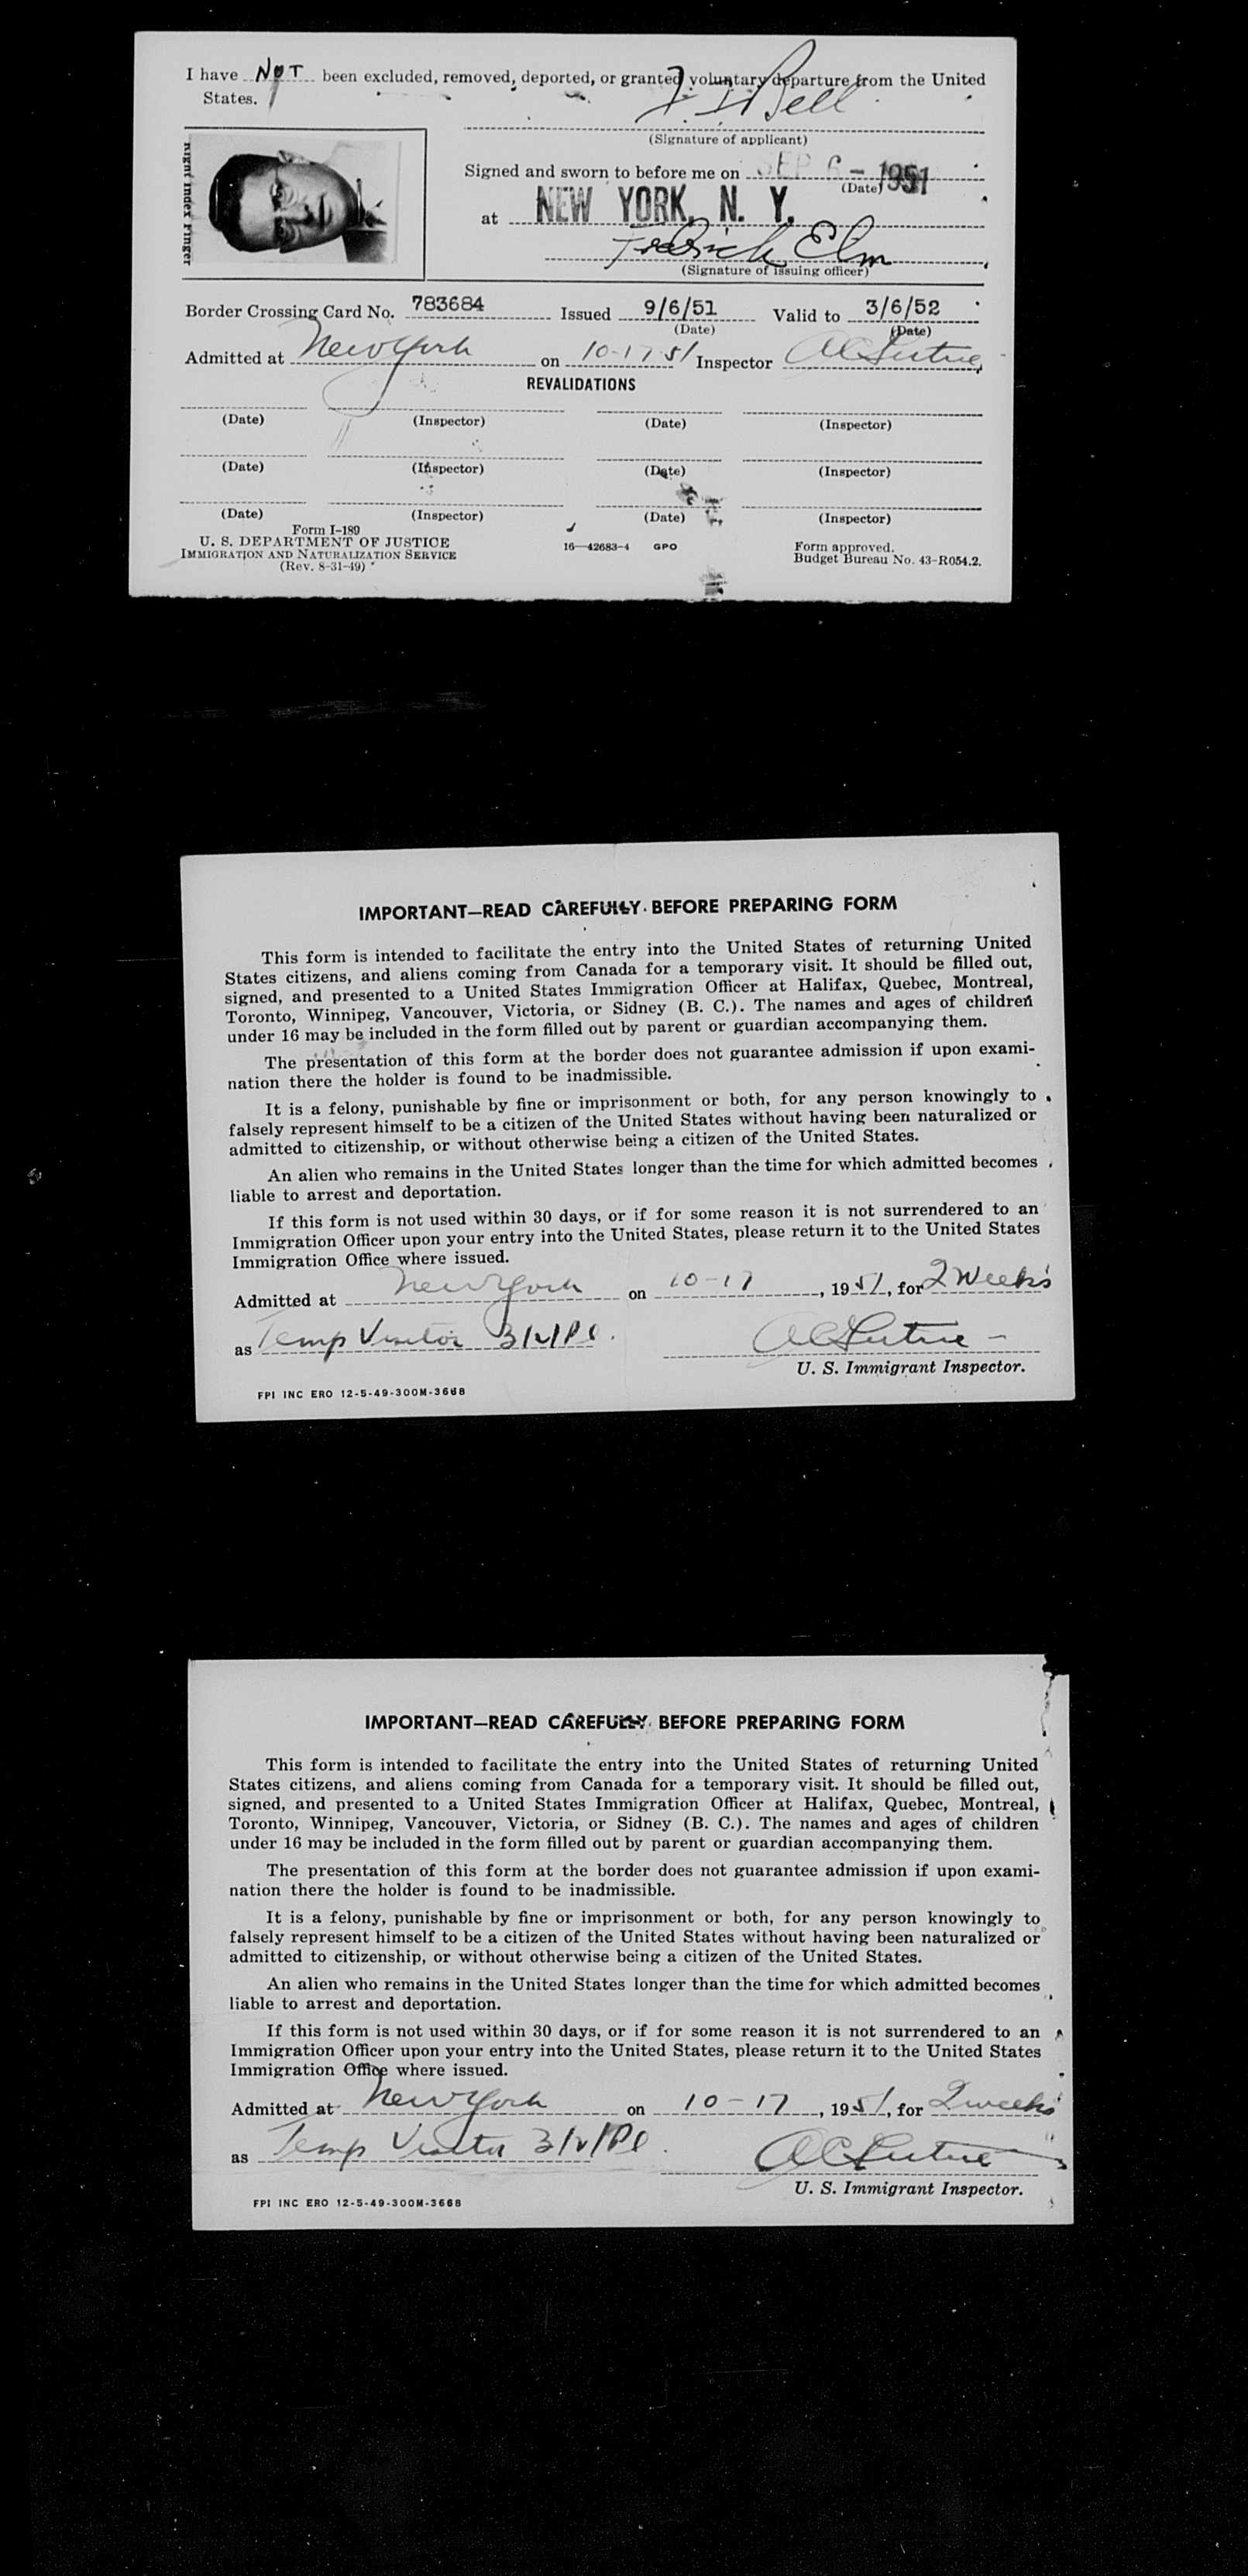 I have NOT been excluded, removed, deported, or granted voluntary departure from the United
States.
Bell
(Signature of applicant)
Right Index Finger
Signed and sworn to before me on SEP 6 - 1951
(Date)
at NEW YORK, N. Y.
Elm
(Signature of issuing officer)
Border Crossing Card No. 783684 Issued 9/6/51 Valid to 3/6/52
(Date) (Date)
Admitted at New York on 10-17 51 Inspector
REVALIDATIONS
(Date) (Inspector) (Date) (Inspector)
(Date) (Inspector) (Date) (Inspector)
(Date) (Inspector) (Date) (Inspector)
Form I-189
U. S. DEPARTMENT OF JUSTICE
IMMIGRATION AND NATURALIZATION SERVICE
(Rev. 8-31-49)
16—42683-4 GPO
Form approved.
Budget Bureau No. 43-R054.2.
IMPORTANT—READ CAREFULLY BEFORE PREPARING FORM
This form is intended to facilitate the entry into the United States of returning United
States citizens, and aliens coming from Canada for a temporary visit. It should be filled out,
signed, and presented to a United States Immigration Officer at Halifax, Quebec, Montreal,
Toronto, Winnipeg, Vancouver, Victoria, or Sidney (B. C.). The names and ages of children
under 16 may be included in the form filled out by parent or guardian accompanying them.
The presentation of this form at the border does not guarantee admission if upon exami-
nation there the holder is found to be inadmissible.
It is a felony, punishable by fine or imprisonment or both, for any person knowingly to
falsely represent himself to be a citizen of the United States without having been naturalized or
admitted to citizenship, or without otherwise being a citizen of the United States.
An alien who remains in the United States longer than the time for which admitted becomes
liable to arrest and deportation.
If this form is not used within 30 days, or if for some reason it is not surrendered to an
Immigration Officer upon your entry into the United States, please return it to the United States
Immigration Office where issued.
Admitted at New York on 10-17, 1951, for 2 Weeks
as Temp Visitor
U. S. Immigrant Inspector.
FPI INC ERO 12-5-49-300M-3668
IMPORTANT—READ CAREFULLY BEFORE PREPARING FORM
This form is intended to facilitate the entry into the United States of returning United
States citizens, and aliens coming from Canada for a temporary visit. It should be filled out,
signed, and presented to a United States Immigration Officer at Halifax, Quebec, Montreal,
Toronto, Winnipeg, Vancouver, Victoria, or Sidney (B. C.). The names and ages of children
under 16 may be included in the form filled out by parent or guardian accompanying them.
The presentation of this form at the border does not guarantee admission if upon exami-
nation there the holder is found to be inadmissible.
It is a felony, punishable by fine or imprisonment or both, for any person knowingly to
falsely represent himself to be a citizen of the United States without having been naturalized or
admitted to citizenship, or without otherwise being a citizen of the United States.
An alien who remains in the United States longer than the time for which admitted becomes
liable to arrest and deportation.
If this form is not used within 30 days, or if for some reason it is not surrendered to an
Immigration Officer upon your entry into the United States, please return it to the United States
Immigration Office where issued.
Admitted at New York on 10-17, 1951, for 2 weeks
as Temp Visitor
U. S. Immigrant Inspector.
FPI INC ERO 12-5-49-300M-3668